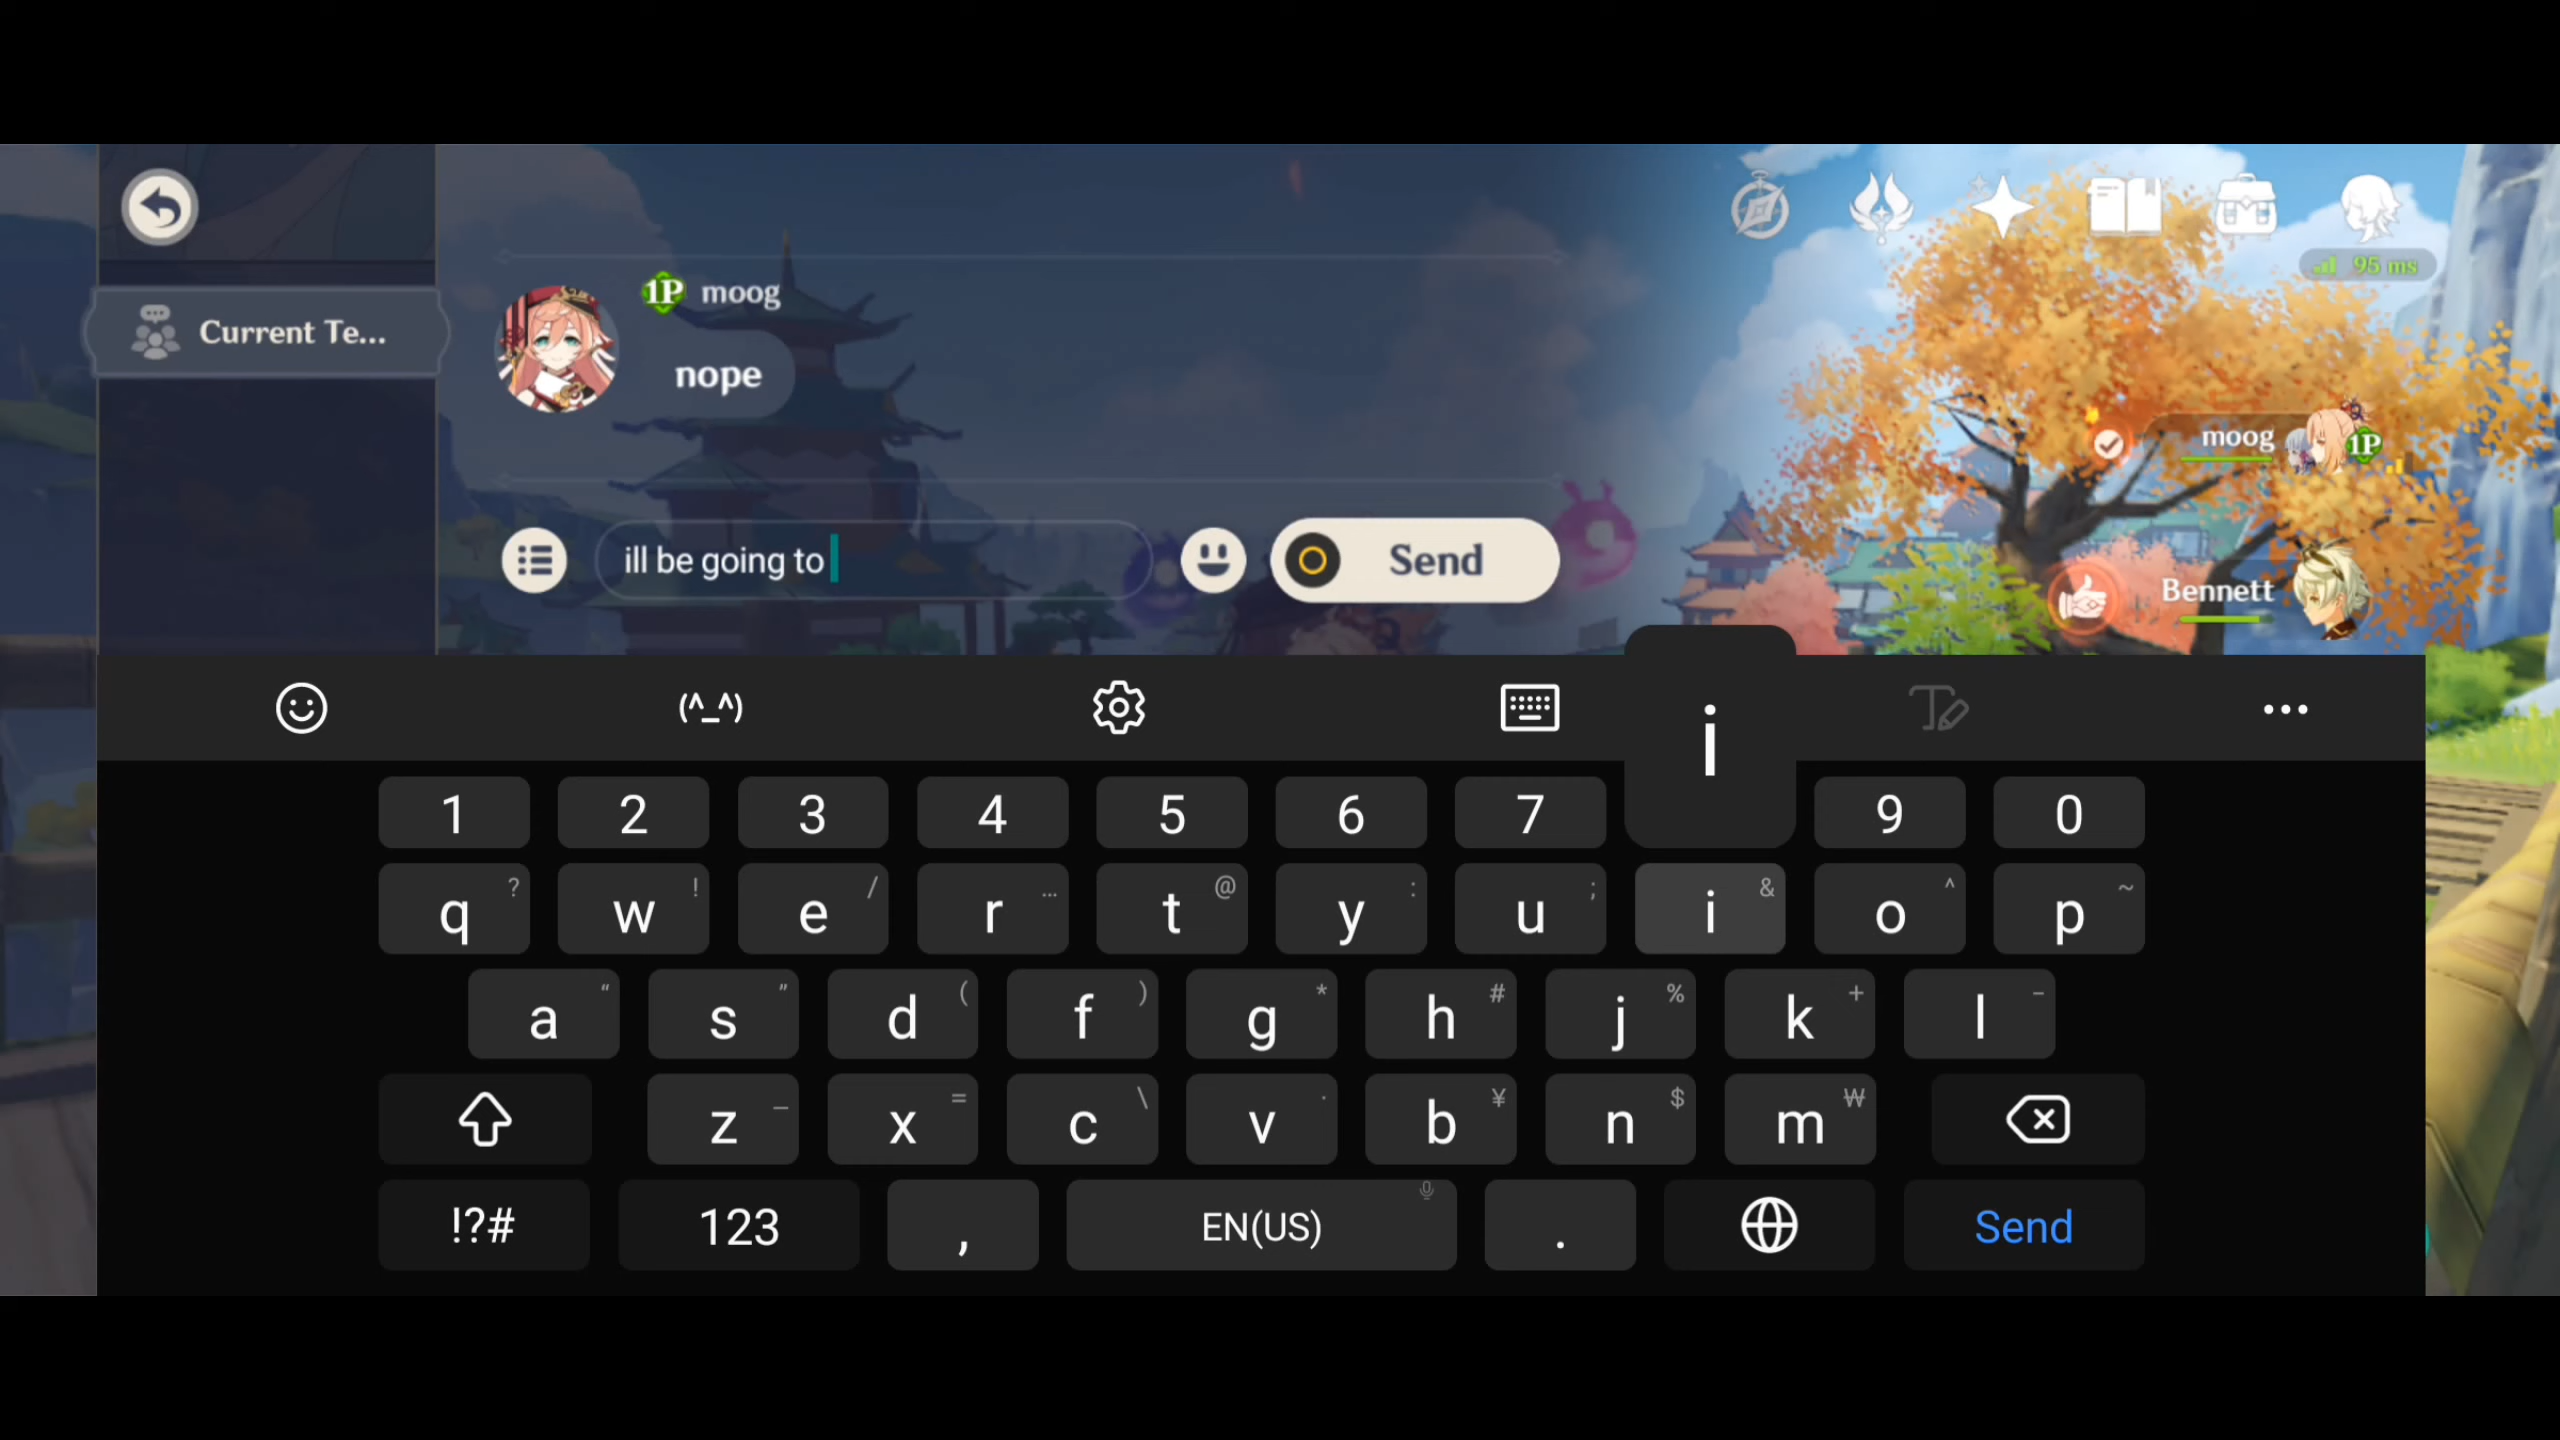 95 ms
Current Te...
1P moog
nope
moog 1P
Bennett
ill be going to
Send
(^_^)
i
1 2 3 4 5 6 7 9 0
q ? w ! e / r ... t @ y : u ; i & o ^ p ~
a " s " d ( f ) g * h # j % k + l -
z _ x = c \ v · b ¥ n $ m ₩
!?# 123 , EN(US) . Send